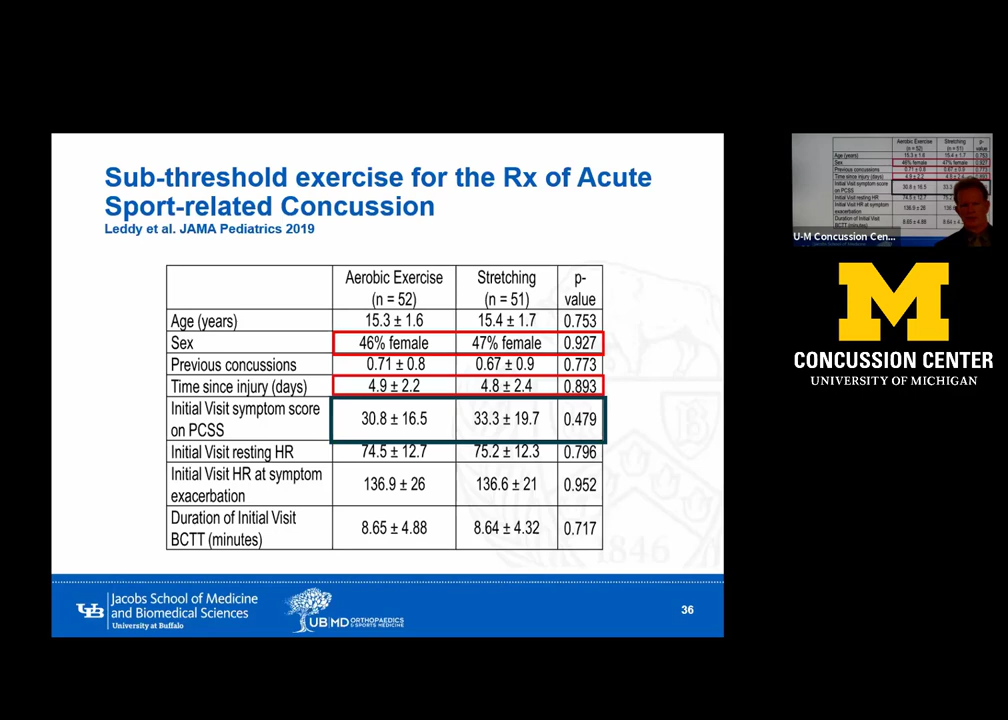 Sub-threshold exercise for the Rx of Acute
Sport-related Concussion
Leddy et al. JAMA Pediatrics 2019
Aerobic Exercise (n = 52) Stretching (n = 51) p-value
Age (years) 15.3 ± 1.6 15.4 ± 1.7 0.753
Sex 46% female 47% female 0.927
Previous concussions 0.71 ± 0.8 0.67 ± 0.9 0.773
Time since injury (days) 4.9 ± 2.2 4.8 ± 2.4 0.893
Initial Visit symptom score on PCSS 30.8 ± 16.5 33.3 ± 19.7 0.479
Initial Visit resting HR 74.5 ± 12.7 75.2 ± 12.3 0.796
Initial Visit HR at symptom exacerbation 136.9 ± 26 136.6 ± 21 0.952
Duration of Initial Visit BCTT (minutes) 8.65 ± 4.88 8.64 ± 4.32 0.717
1846
UB Jacobs School of Medicine
and Biomedical Sciences
University at Buffalo
UB|MD ORTHOPAEDICS
& SPORTS MEDICINE
36
U-M Concussion Cen...
M
CONCUSSION CENTER
UNIVERSITY OF MICHIGAN